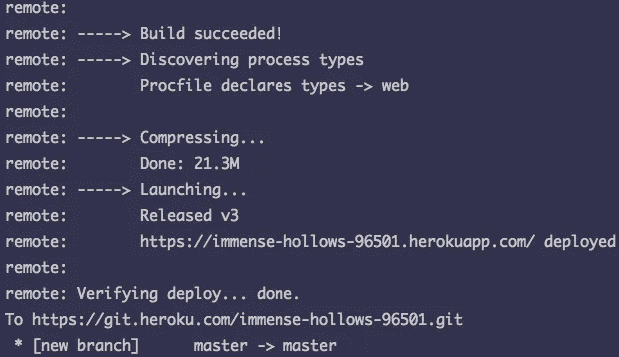 remote:
remote: -----> Build succeeded!
remote: -----> Discovering process types
remote:        Procfile declares types -> web
remote:
remote: -----> Compressing...
remote:        Done: 21.3M
remote: -----> Launching...
remote:        Released v3
remote:        https://immense-hollows-96501.herokuapp.com/ deployed
remote:
remote: Verifying deploy... done.
To https://git.heroku.com/immense-hollows-96501.git
 * [new branch]      master -> master